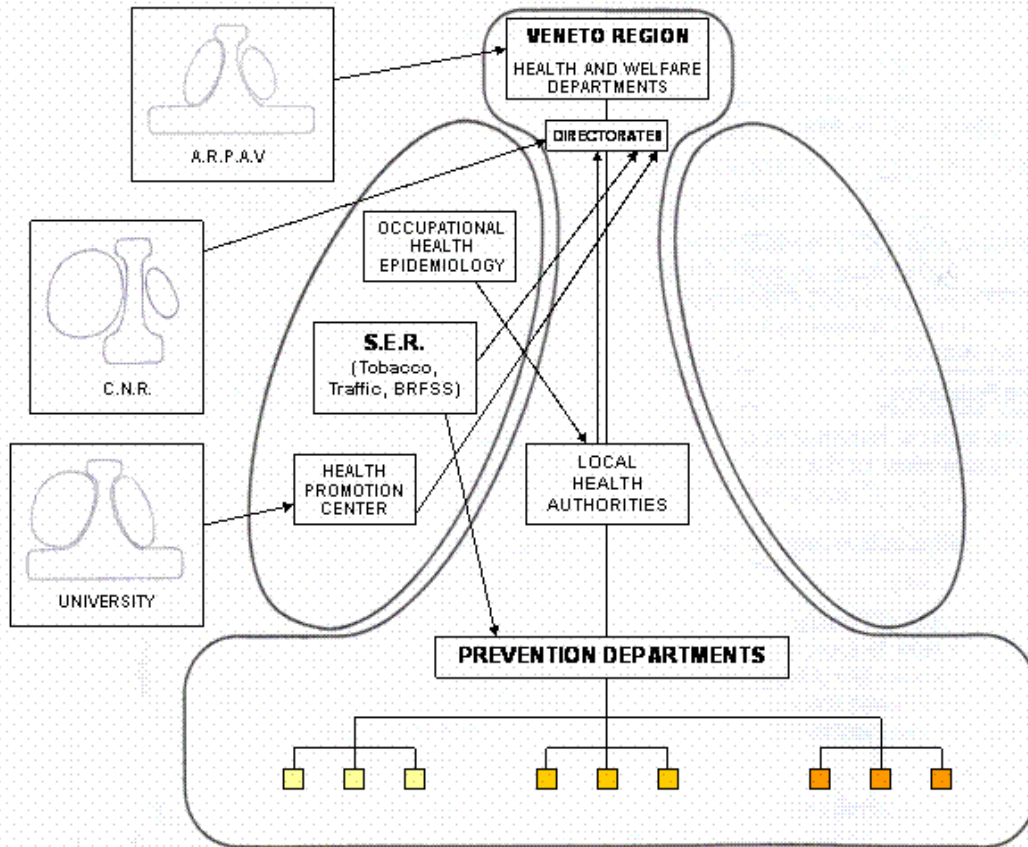 VENETO REGION
HEALTH AND WELFARE
DEPARTMENTS
DIRECTORATES
A.R.P.A.V
OCCUPATIONAL
HEALTH
EPIDEMIOLOGY
C.N.R.
S.E.R.
(Tobacco,
Traffic, BRFSS)
HEALTH
PROMOTION
CENTER
LOCAL
HEALTH
AUTHORITIES
UNIVERSITY
PREVENTION DEPARTMENTS